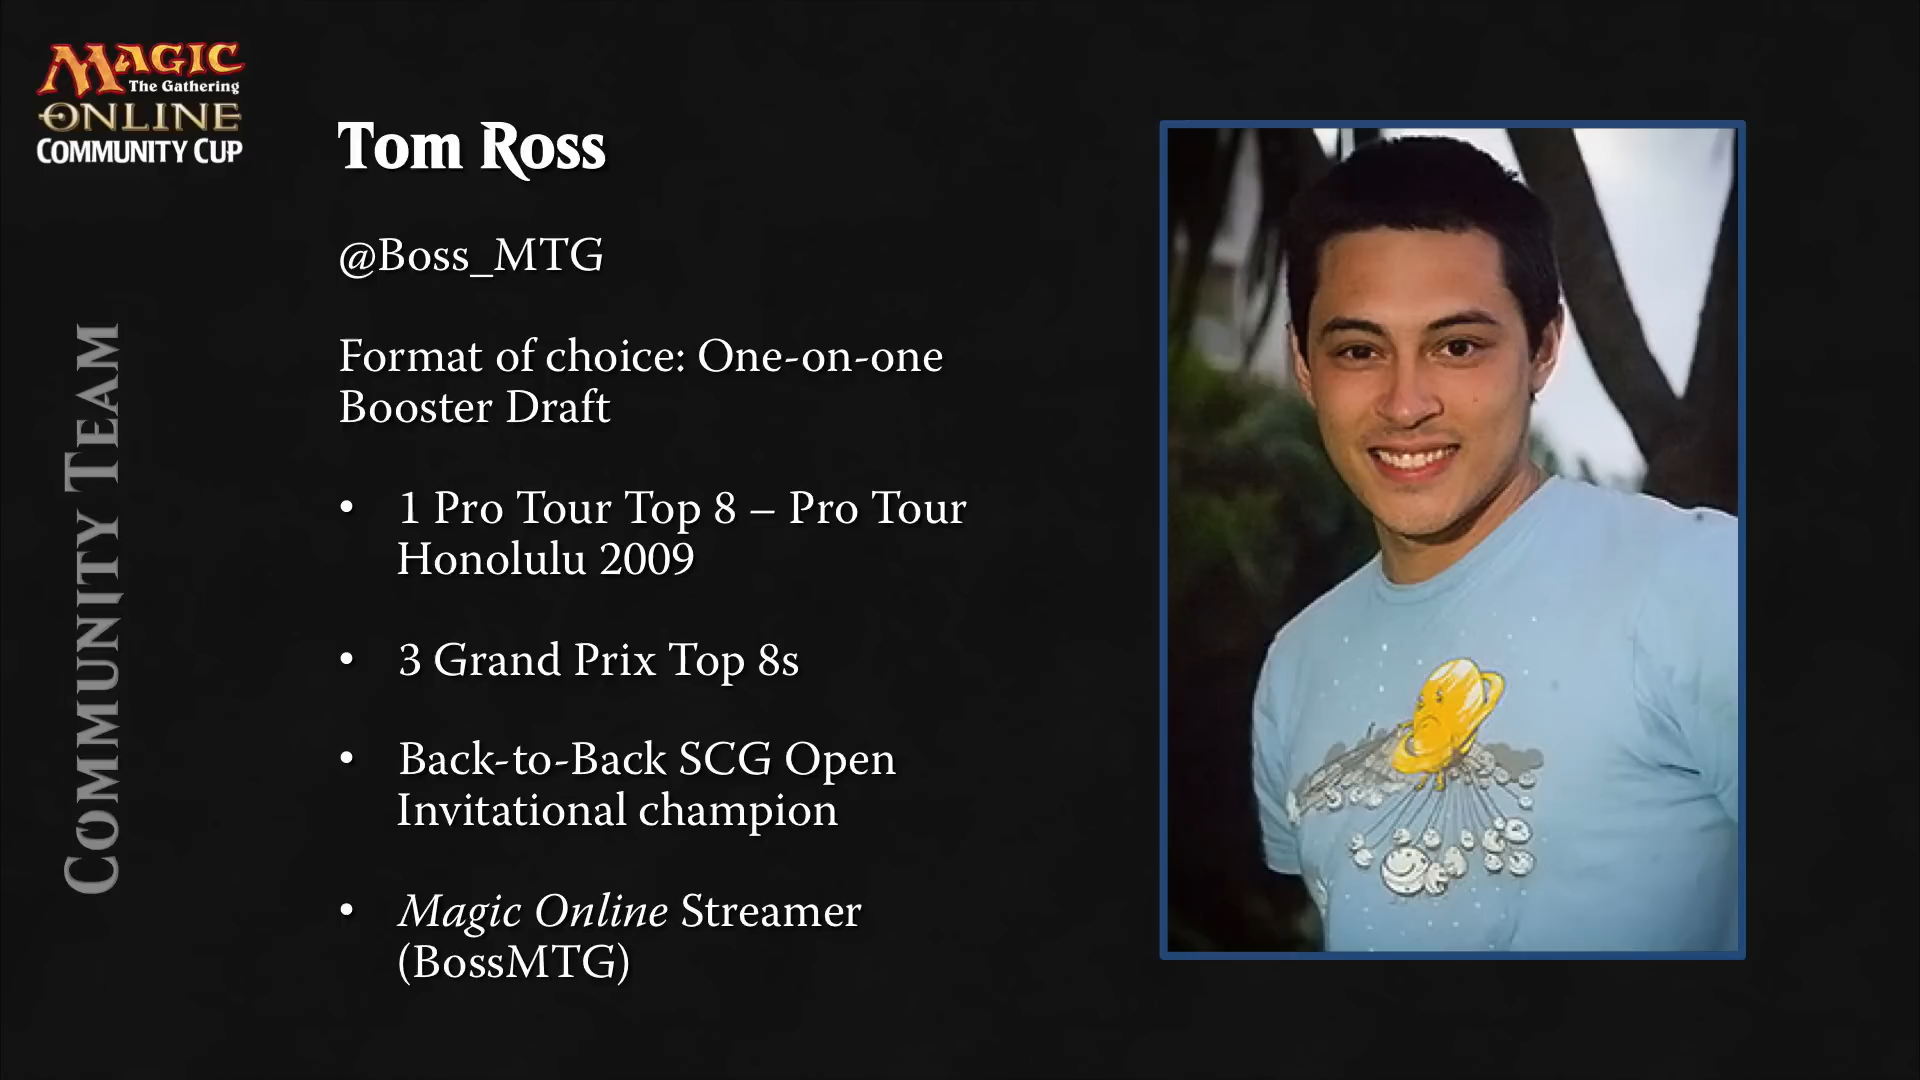 MAGIC
The Gathering
ONLINE
COMMUNITY CUP
COMMUNITY TEAM
Tom Ross
@Boss_MTG
Format of choice: One-on-one
Booster Draft
• 1 Pro Tour Top 8 – Pro Tour
Honolulu 2009
• 3 Grand Prix Top 8s
• Back-to-Back SCG Open
Invitational champion
• Magic Online Streamer
(BossMTG)